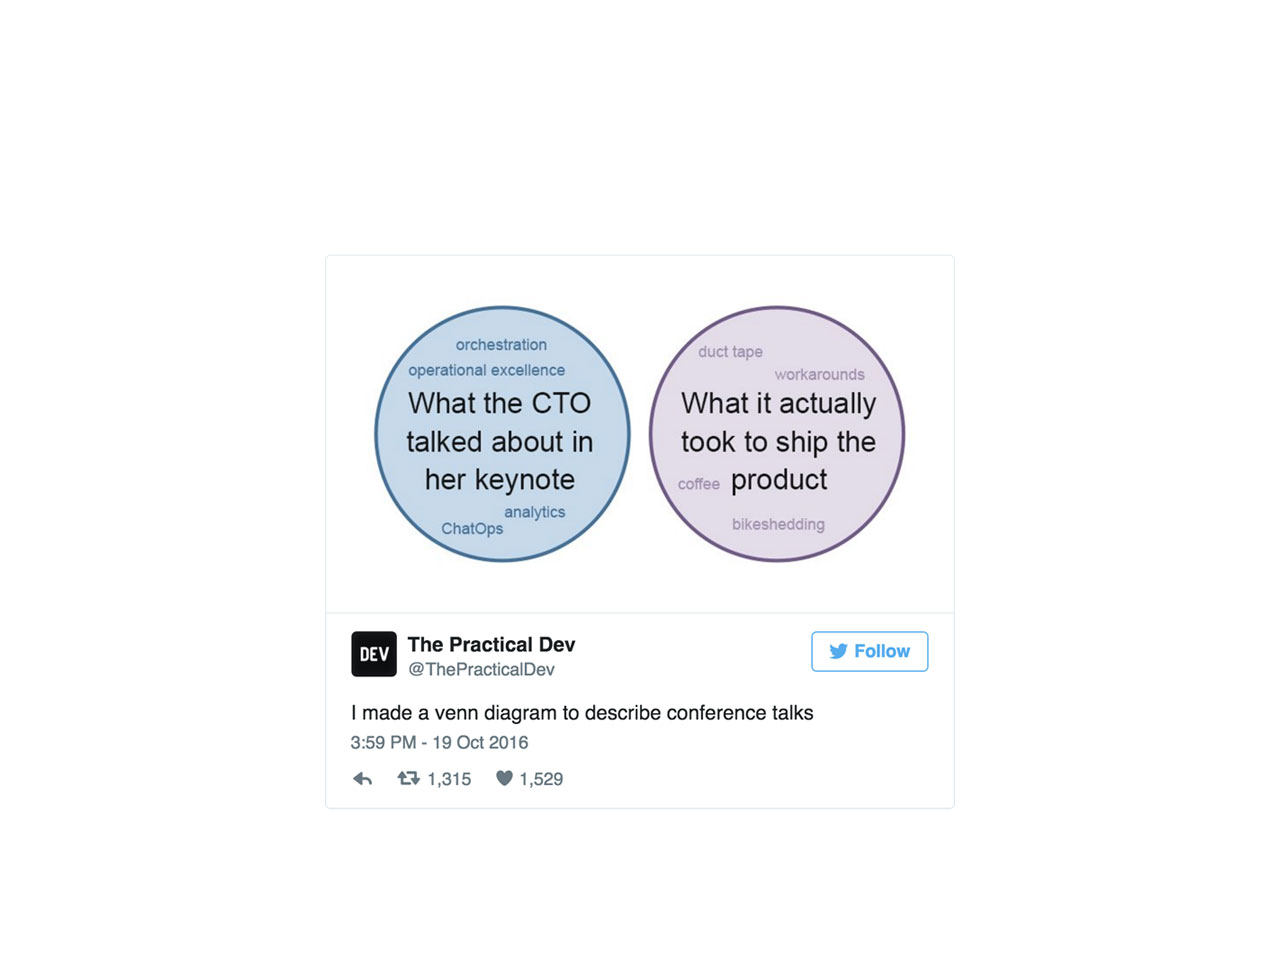 orchestration
operational excellence
What the CTO
talked about in
her keynote
analytics
ChatOps
duct tape
workarounds
What it actually
took to ship the
coffee product
bikeshedding
DEV
The Practical Dev
@ThePracticalDev
Follow
I made a venn diagram to describe conference talks
3:59 PM - 19 Oct 2016
1,315 1,529